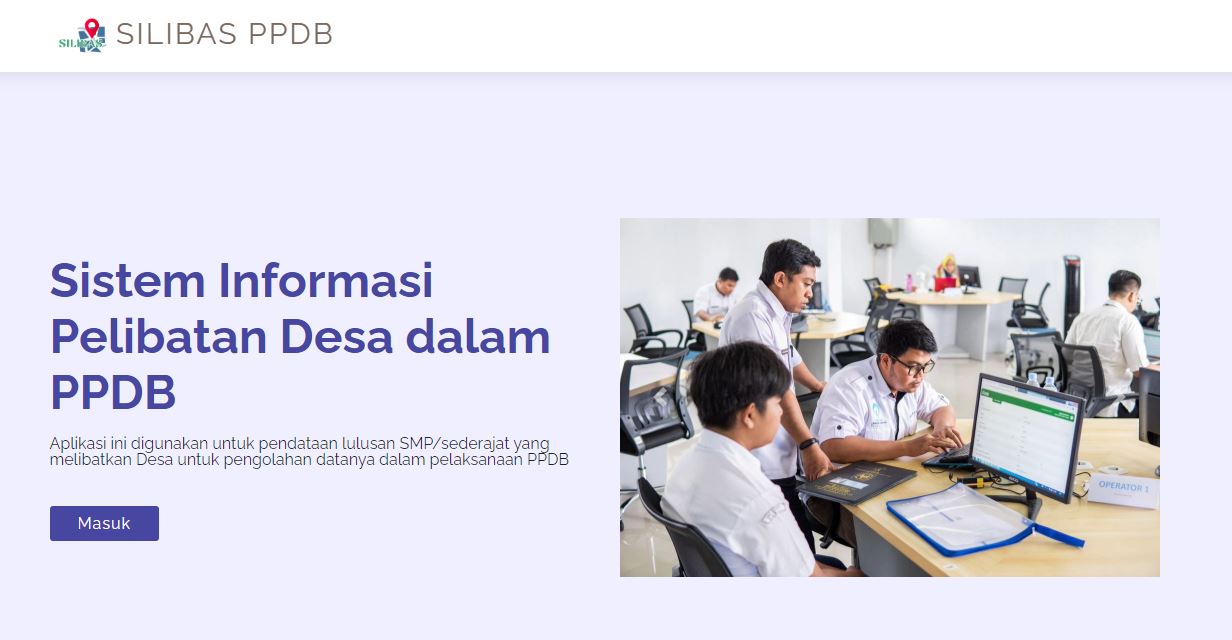 SILIBAS
SILIBAS PPDB
Sistem Informasi
Pelibatan Desa dalam
PPDB
Aplikasi ini digunakan untuk pendataan lulusan SMP/sederajat yang
melibatkan Desa untuk pengolahan datanya dalam pelaksanaan PPDB
Masuk
OPERATOR 1